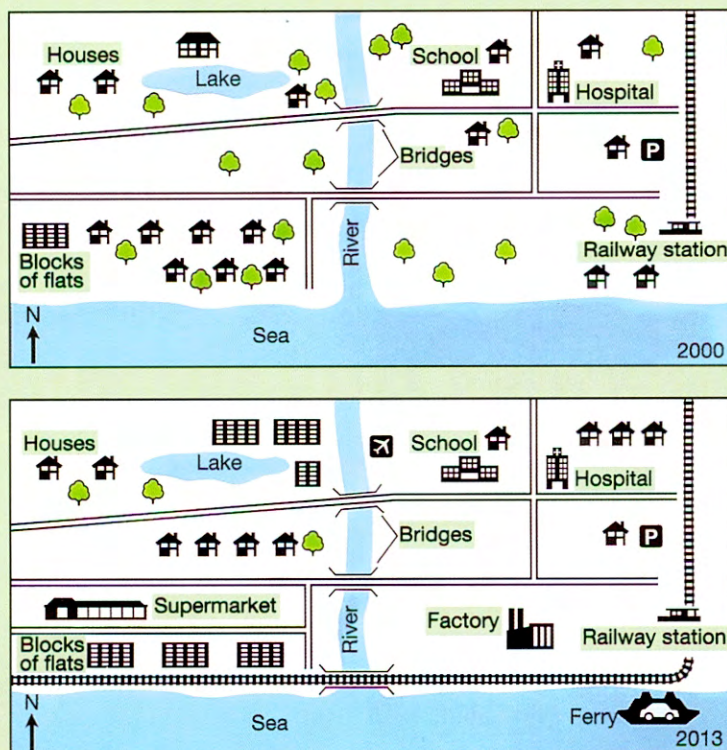 Houses
Lake
School
Hospital
P
Bridges
Blocks
of flats
River
Railway station
N
Sea
2000
Houses
Lake
School
Hospital
P
Bridges
Supermarket
River
Factory
Railway station
Blocks
of flats
N
Sea
Ferry
2013